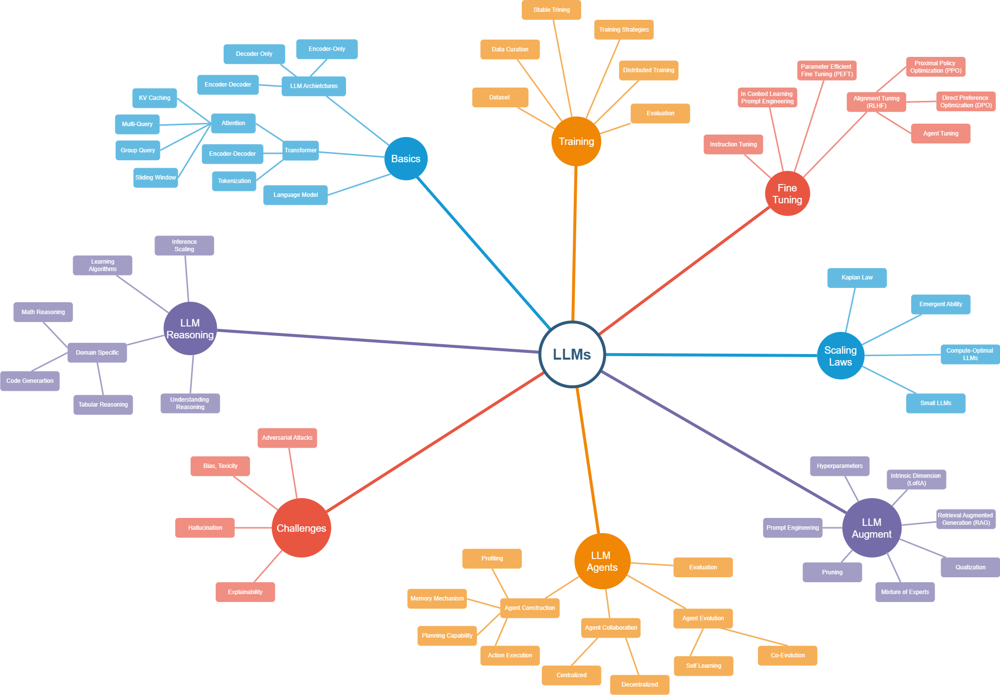 Stable Trining
Training Strategies
Data Curation
Distributed Training
Dataset
Evaluation
Training
Decoder Only
Encoder-Only
Encoder-Decoder
LLM Archietctures
KV Caching
Multi-Query
Attention
Group Query
Encoder-Decoder
Transformer
Sliding Window
Tokenization
Language Model
Basics
Proximal Policy
Optimization (PPO)
Parameter Efficient
Fine Tuning (PEFT)
In Context Learning
Prompt Engineering
Alignment Tuning
(RLHF)
Direct Preference
Optimization (DPO)
Agent Tuning
Instruction Tuning
Fine
Tuning
Inference
Scaling
Learning
Algorithms
Math Reasoning
LLM
Reasoning
Domain Specific
Code Generartion
Tabular Reasoning
Understanding
Reasoning
LLMs
Kaplan Law
Emergent Ability
Scaling
Laws
Compute-Optimal
LLMs
Small LLMs
Adversarial Attacks
Bias, Toxicity
Hallucination
Challenges
Explainability
Hyperparameters
Intrinsic Dimension
(LoRA)
Retrieval Augmented
Generation (RAG)
Prompt Engineering
LLM
Augment
Pruning
Quatization
Mixture of Experts
LLM
Agents
Profiling
Evaluation
Memory Mechanism
Agent Construction
Planning Capability
Action Execution
Agent Collaboration
Agent Evolution
Centralized
Decentralized
Self Learning
Co-Evolution